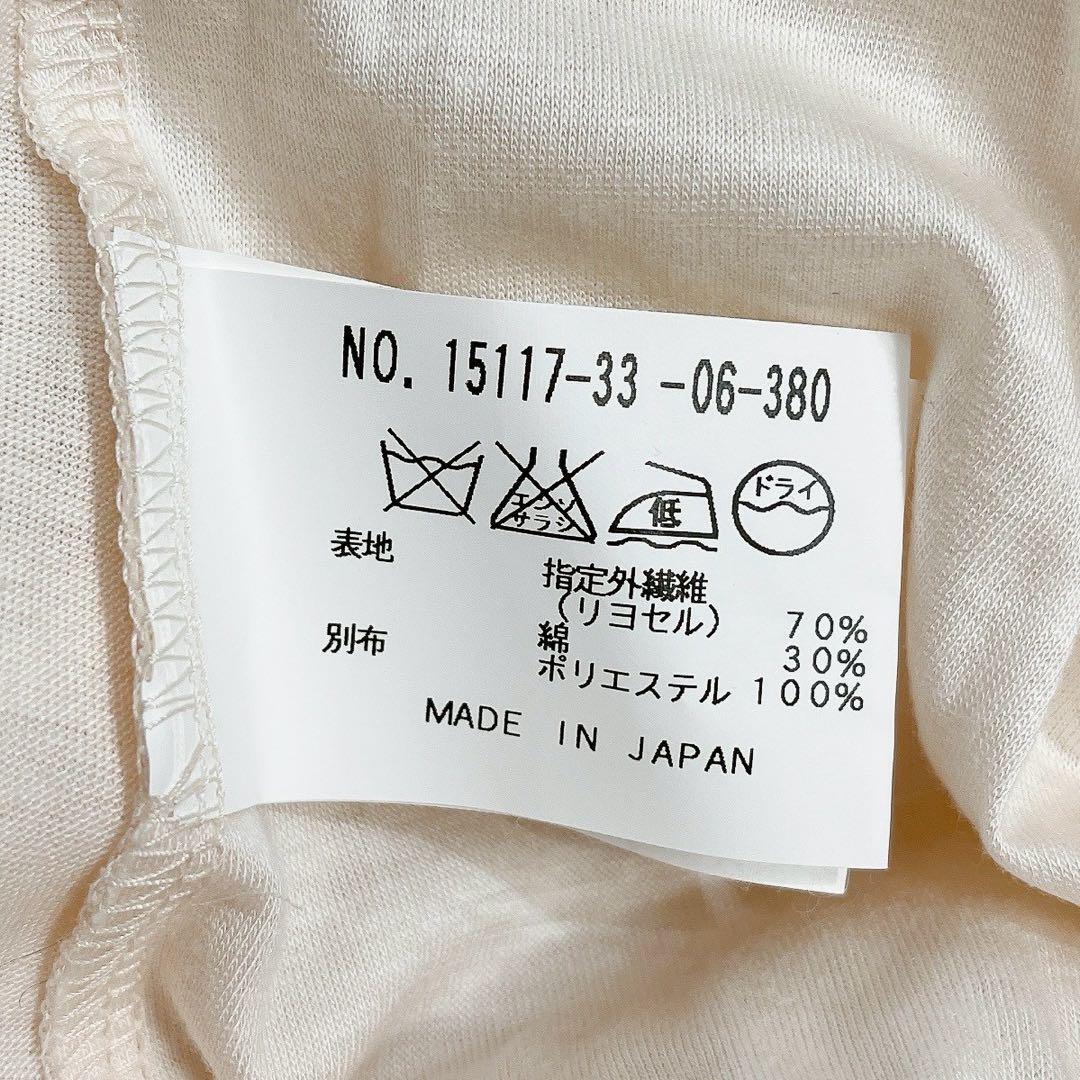 NO. 15117-33 -06-380
エンソ サラシ 低 ドライ
表地 指定外繊維
(リヨセル) 70%
別布 綿 30%
ポリエステル 100%
MADE IN JAPAN